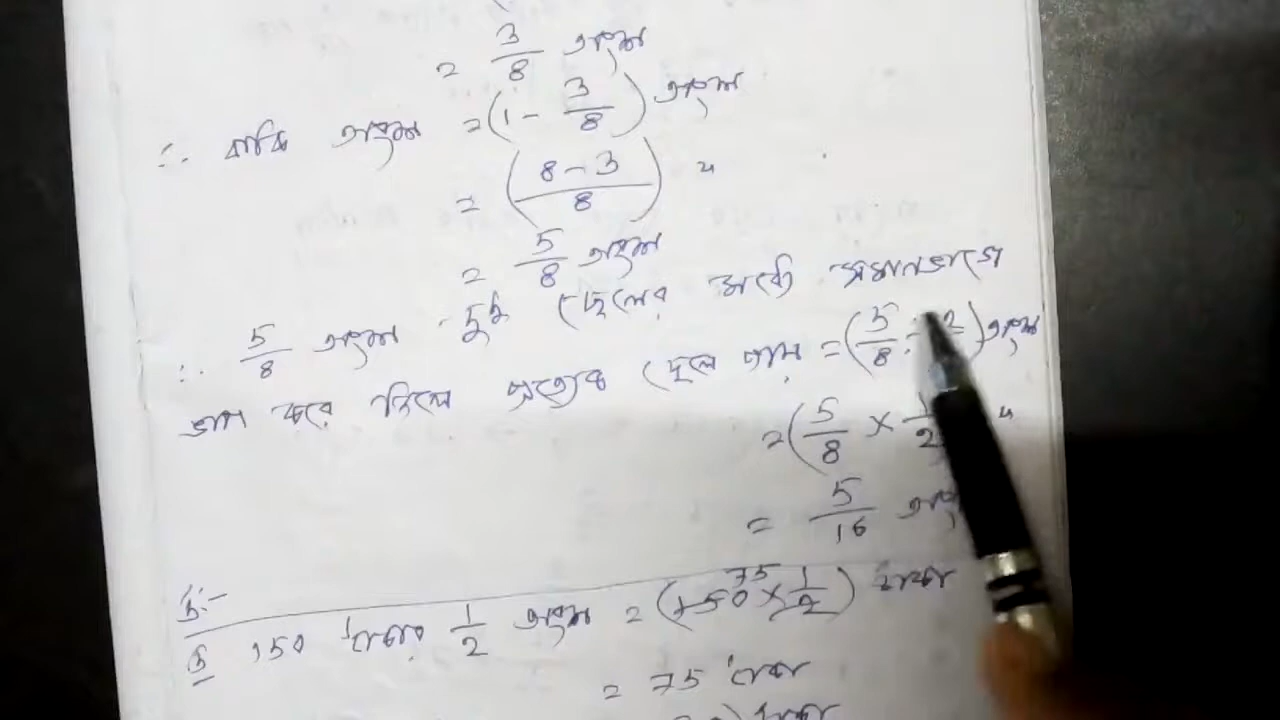 = 3/8 অংশ
∴ বাকি অংশ = (1 - 3/8) অংশ
= (8 - 3 / 8) "
= 5/8 অংশ
∴ 5/8 অংশ দুই ছেলের মধ্যে সমানভাগে
ভাগ করে দিলে প্রত্যেক ছেলে পায় = (5/8 ÷ 2) অংশ
= (5/8 × 1/2 "
= 5/16
150 টাকার 1/2 অংশ = (150 75 × 1/2) টাকা
= 75 টাকা